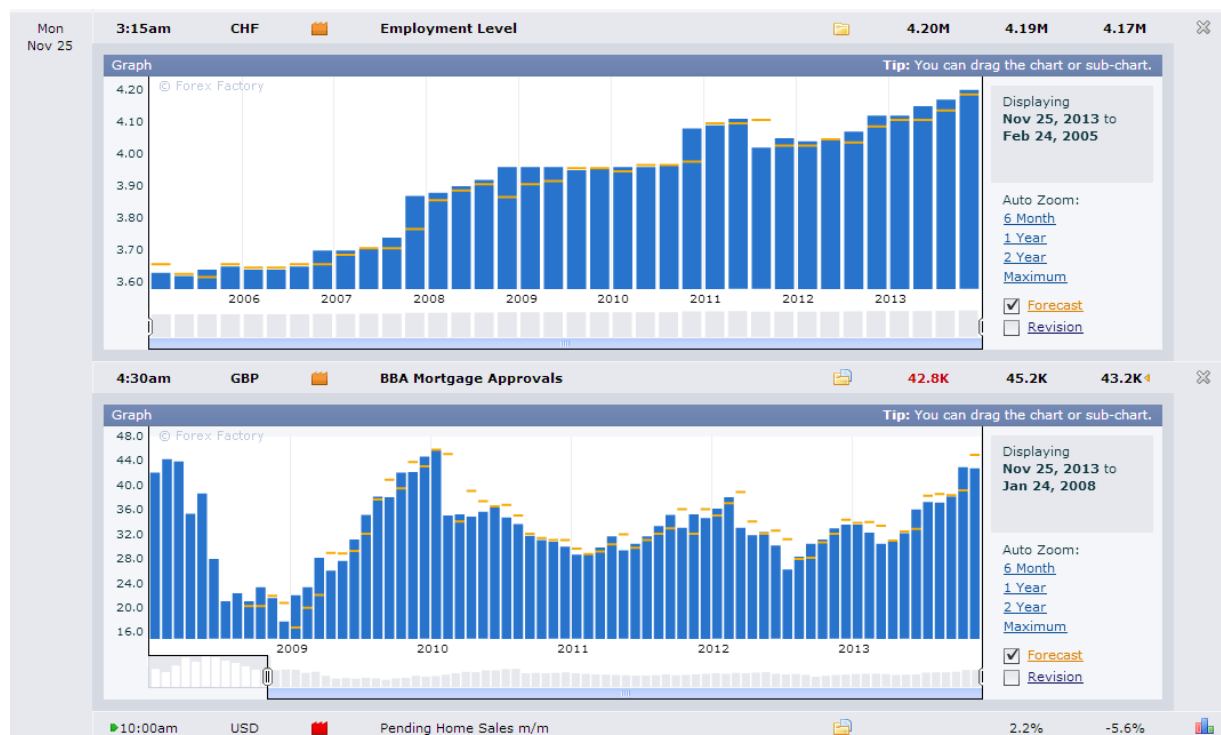 Mon
Nov 25
3:15am CHF Employment Level 4.20M 4.19M 4.17M
Graph Tip: You can drag the chart or sub-chart.
© Forex Factory
4.20
4.10
4.00
3.90
3.80
3.70
3.60
2006 2007 2008 2009 2010 2011 2012 2013
Displaying
Nov 25, 2013 to
Feb 24, 2005
Auto Zoom:
6 Month
1 Year
2 Year
Maximum
Forecast
Revision
4:30am GBP BBA Mortgage Approvals 42.8K 45.2K 43.2K
Graph Tip: You can drag the chart or sub-chart.
© Forex Factory
48.0
44.0
40.0
36.0
32.0
28.0
24.0
20.0
16.0
2009 2010 2011 2012 2013
Displaying
Nov 25, 2013 to
Jan 24, 2008
Auto Zoom:
6 Month
1 Year
2 Year
Maximum
Forecast
Revision
10:00am USD Pending Home Sales m/m 2.2% -5.6%